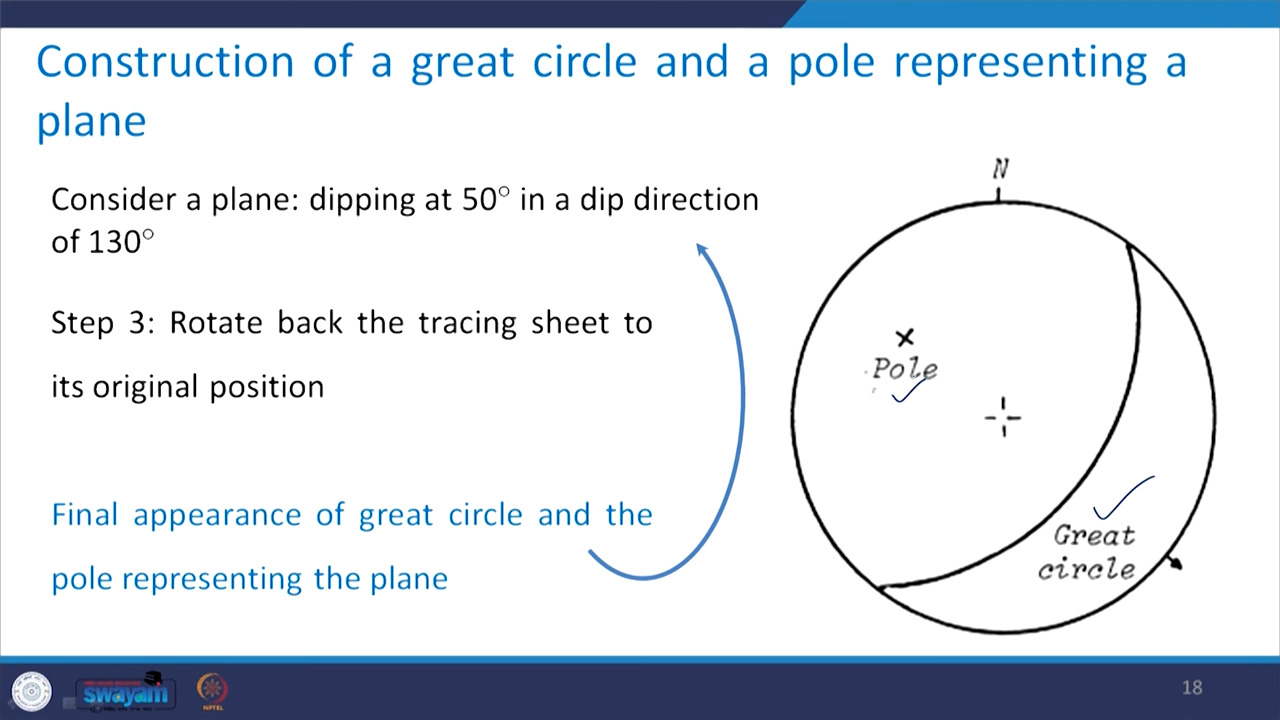 Construction of a great circle and a pole representing a
plane
Consider a plane: dipping at 50° in a dip direction
of 130°
Step 3: Rotate back the tracing sheet to
its original position
Final appearance of great circle and the
pole representing the plane
N
Pole
Great
circle
swayam
NPTEL
18